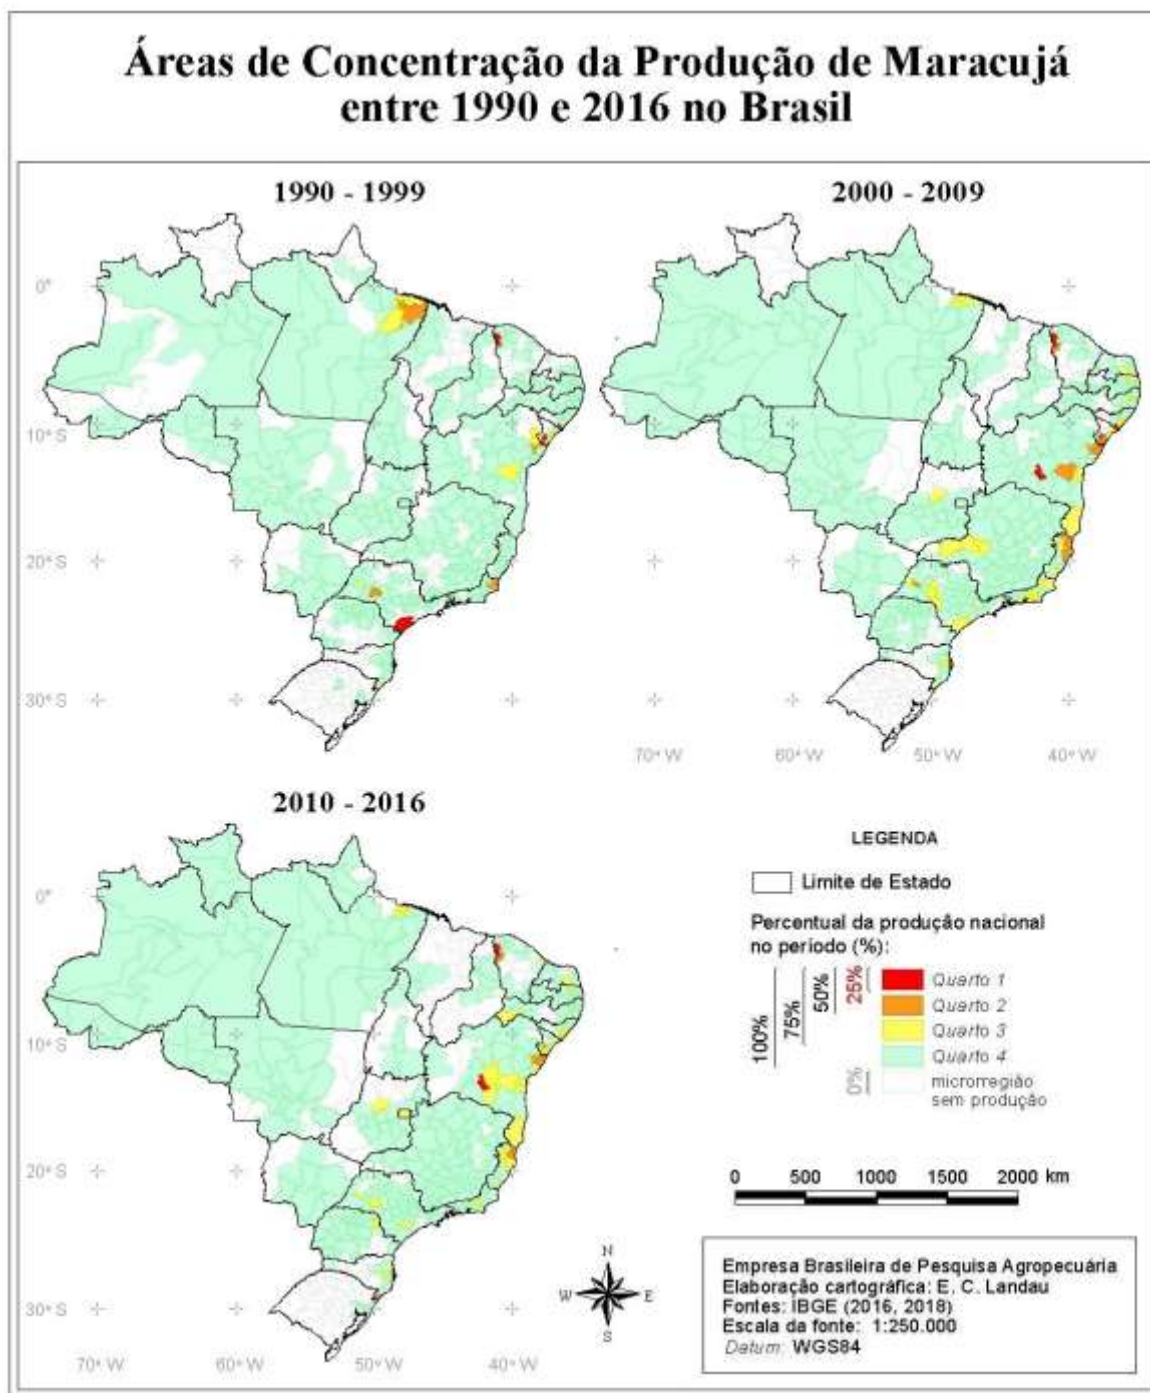 Áreas de Concentração da Produção de Maracujá
entre 1990 e 2016 no Brasil
1990 - 1999
2000 - 2009
0°
10° S
20° S
30° S
70° W
60° W
50° W
40° W
2010 - 2016
0°
10° S
20° S
30° S
70° W
60° W
50° W
40° W
N
W
E
S
LEGENDA
Limite de Estado
Percentual da produção nacional
no período (%):
100%
75%
50%
25%
0%
Quarto 1
Quarto 2
Quarto 3
Quarto 4
microrregião
sem produção
0 500 1000 1500 2000 km
Empresa Brasileira de Pesquisa Agropecuária
Elaboração cartográfica: E. C. Landau
Fontes: IBGE (2016, 2018)
Escala da fonte: 1:250.000
Datum: WGS84